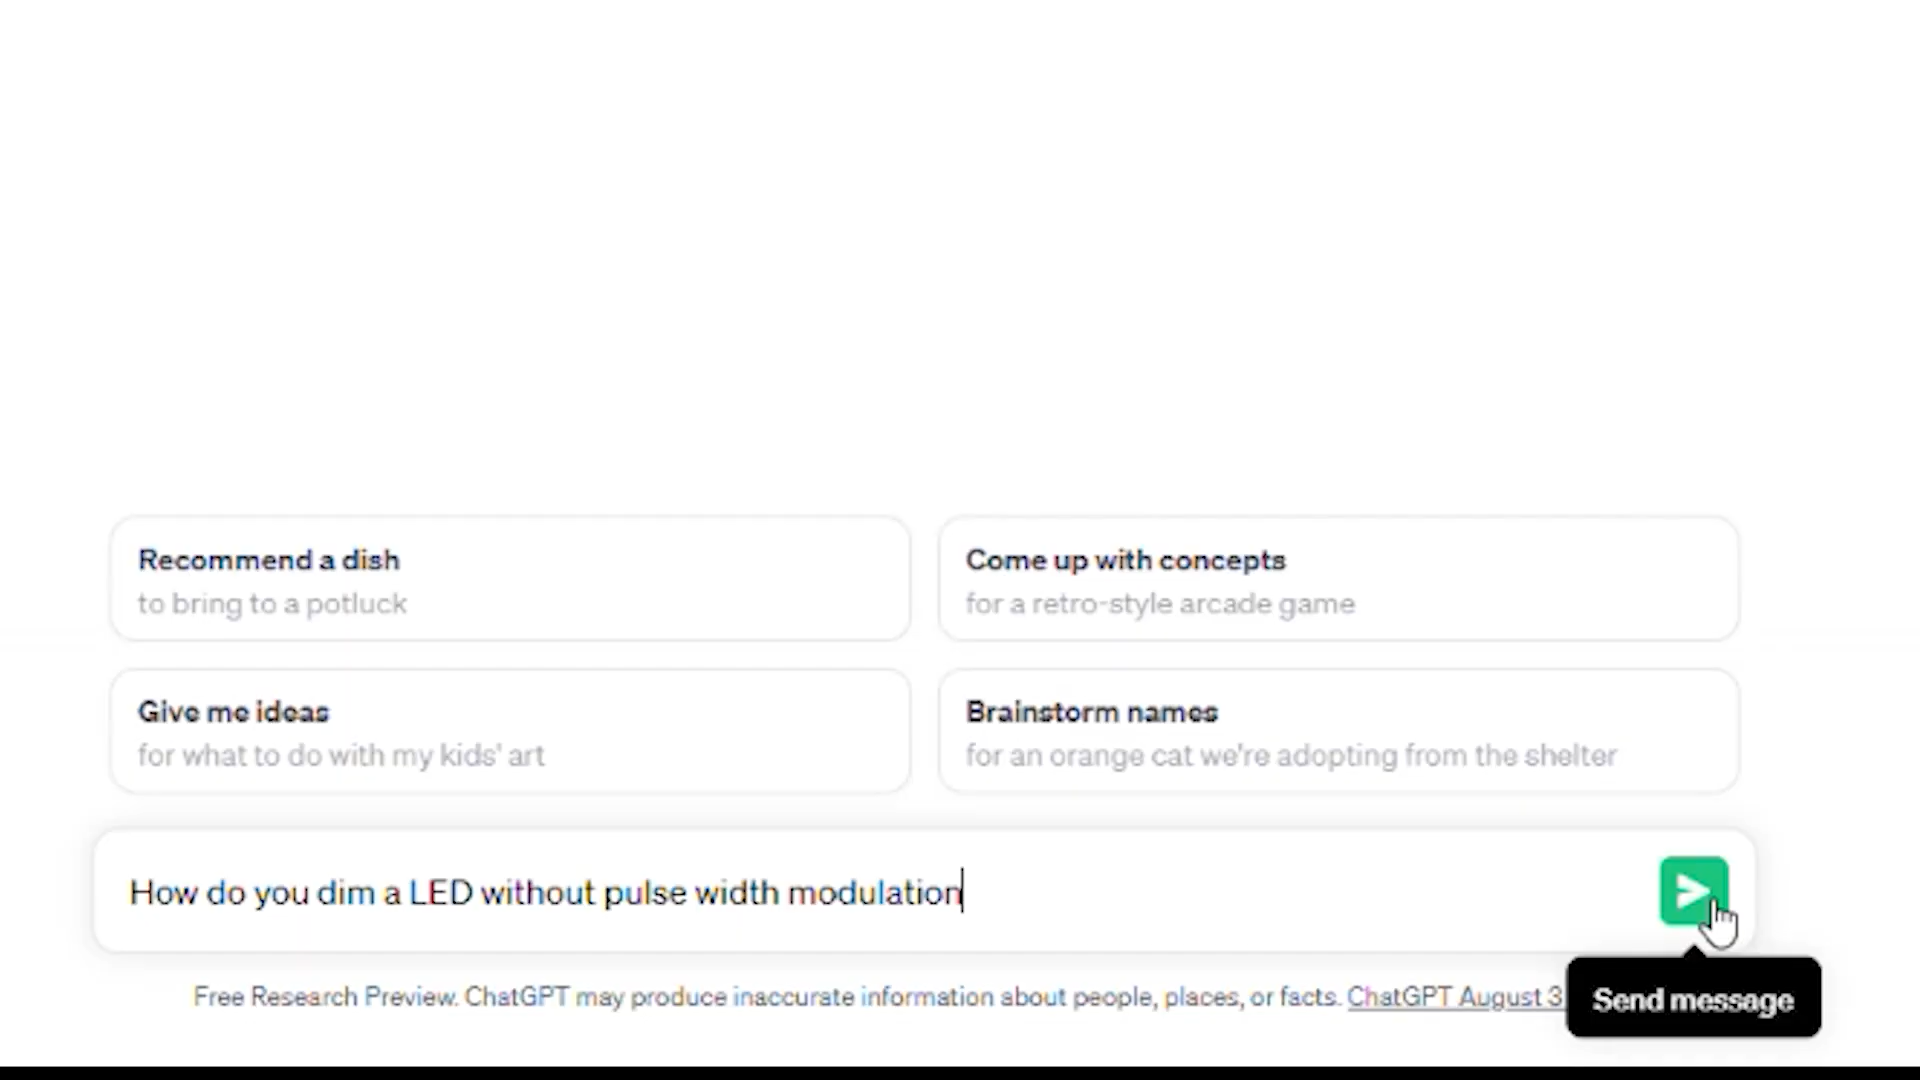 Recommend a dish
to bring to a potluck
Come up with concepts
for a retro-style arcade game
Give me ideas
for what to do with my kids' art
Brainstorm names
for an orange cat we're adopting from the shelter
How do you dim a LED without pulse width modulation
Free Research Preview. ChatGPT may produce inaccurate information about people, places, or facts. ChatGPT August 3
Send message